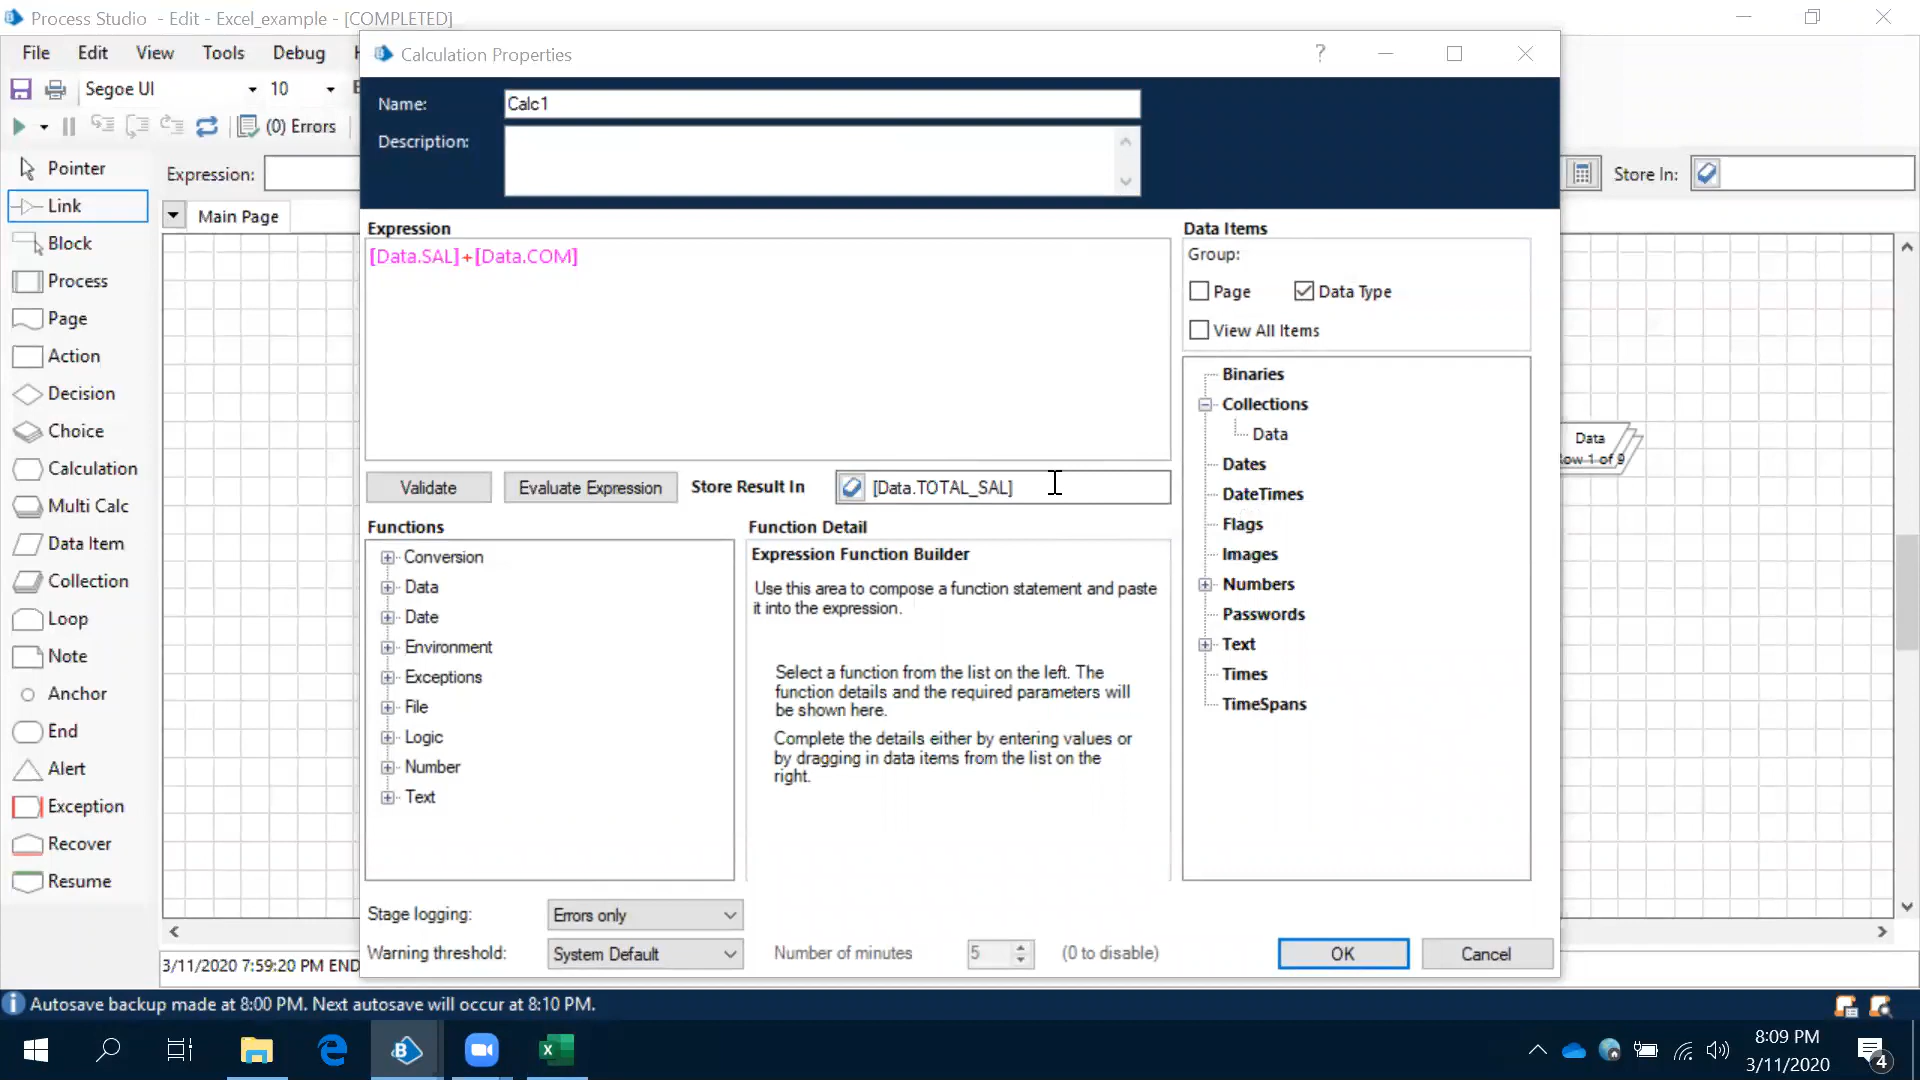 Process Studio - Edit - Excel_example - [COMPLETED]
File Edit View Tools Debug
Calculation Properties
Segoe UI 10
(0) Errors
Name: Calc1
Description:
Pointer
Link
Block
Process
Page
Action
Decision
Choice
Calculation
Multi Calc
Data Item
Collection
Loop
Note
Anchor
End
Alert
Exception
Recover
Resume
Expression:
Store In:
Main Page
Expression
[Data.SAL]+[Data.COM]
Validate
Evaluate Expression
Store Result In
[Data.TOTAL_SAL]
Functions
Conversion
Data
Date
Environment
Exceptions
File
Logic
Number
Text
Function Detail
Expression Function Builder
Use this area to compose a function statement and paste
it into the expression.
Select a function from the list on the left. The
function details and the required parameters will
be shown here.
Complete the details either by entering values or
by dragging in data items from the list on the
right.
Data Items
Group:
Page
Data Type
View All Items
Binaries
Collections
Data
Dates
DateTimes
Flags
Images
Numbers
Passwords
Text
Times
TimeSpans
Data
Row 1 of 9
Stage logging: Errors only
Warning threshold: System Default
Number of minutes 5 (0 to disable)
OK
Cancel
3/11/2020 7:59:20 PM END
Autosave backup made at 8:00 PM. Next autosave will occur at 8:10 PM.
8:09 PM
3/11/2020
4